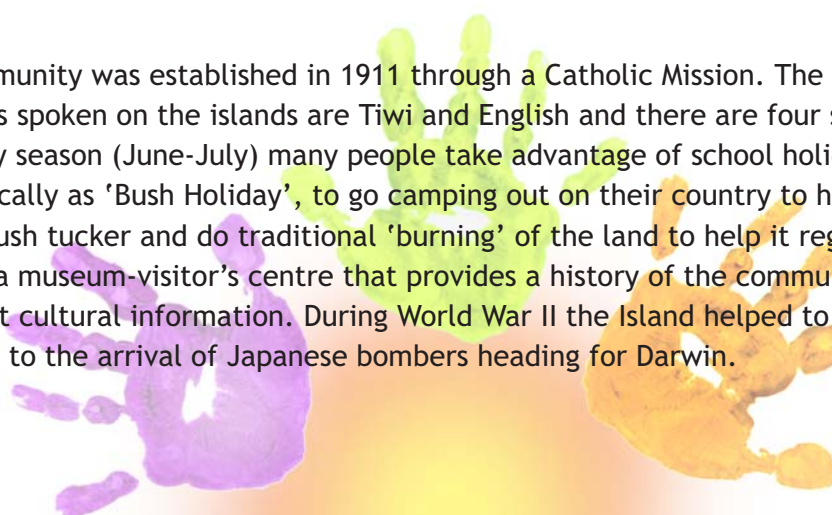 munity was established in 1911 through a Catholic Mission. The
s spoken on the islands are Tiwi and English and there are four s
y season (June-July) many people take advantage of school holi
cally as ‘Bush Holiday’, to go camping out on their country to h
ush tucker and do traditional ‘burning’ of the land to help it reg
a museum-visitor’s centre that provides a history of the commu
t cultural information. During World War II the Island helped to
to the arrival of Japanese bombers heading for Darwin.